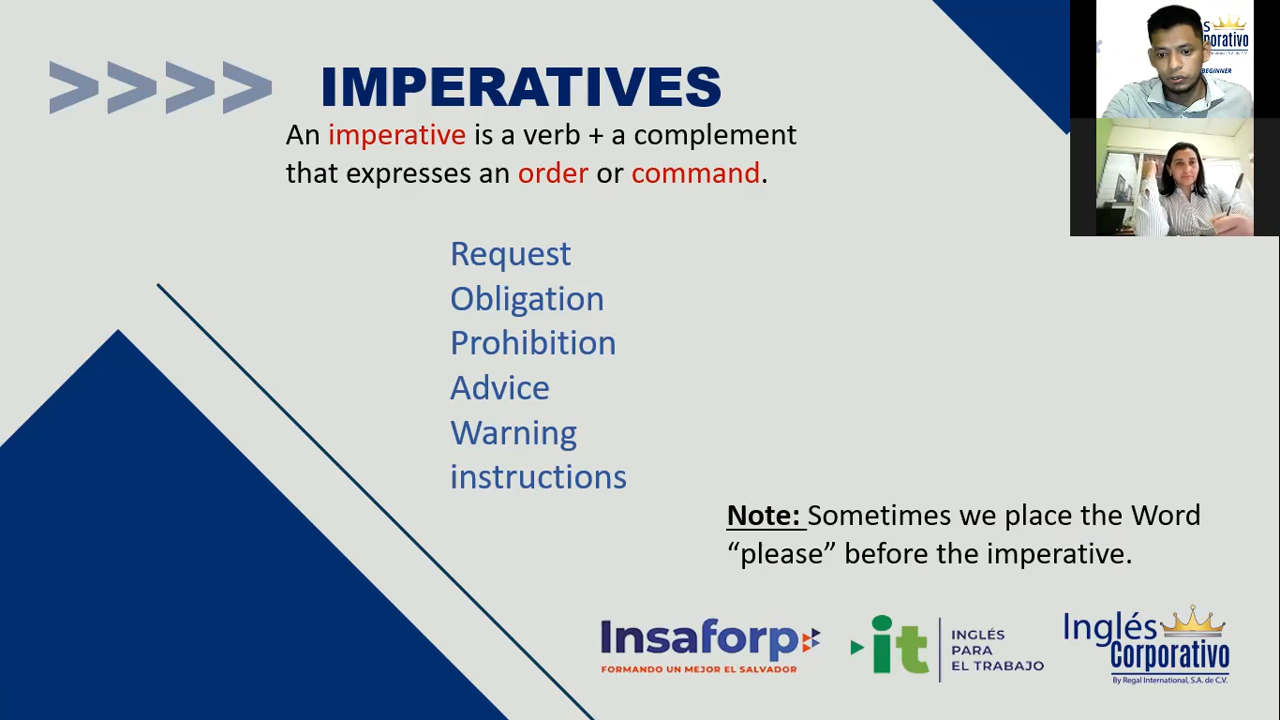 >>>> IMPERATIVES
An imperative is a verb + a complement
that expresses an order or command.
Request
Obligation
Prohibition
Advice
Warning
instructions
Note: Sometimes we place the Word
“please” before the imperative.
Insaforp
FORMANDO UN MEJOR EL SALVADOR
it
INGLÉS
PARA
EL TRABAJO
Inglés
Corporativo
By Regal International, S.A. de C.V.
BEGINNER